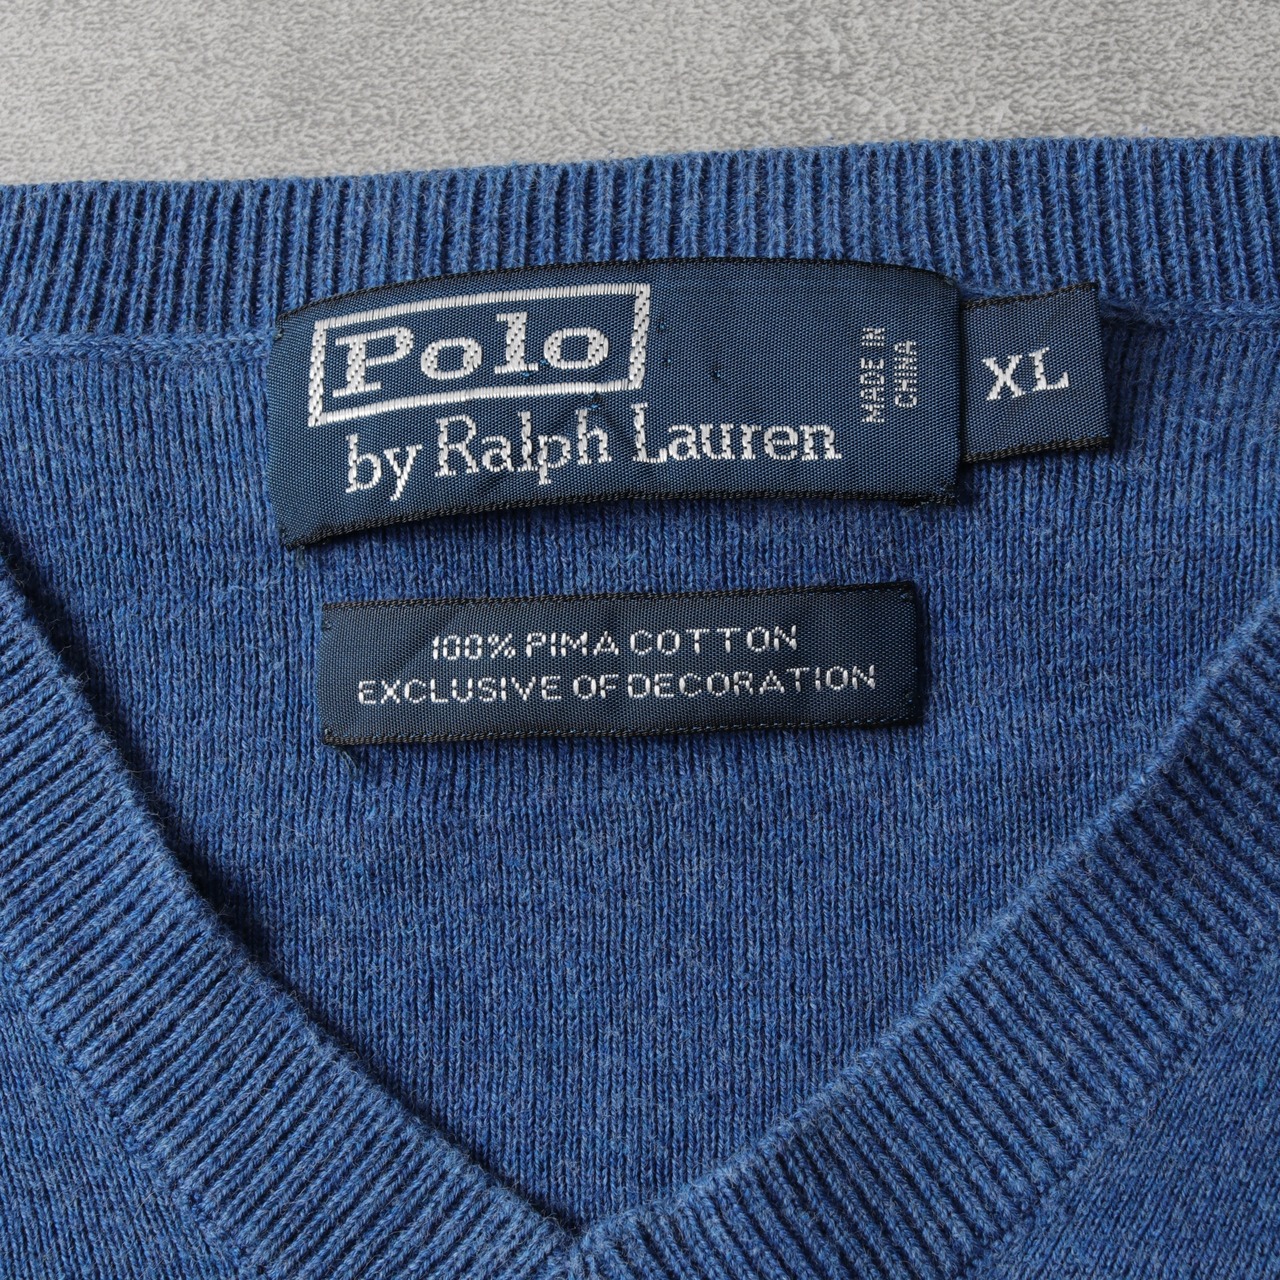 Polo
by Ralph Lauren
MADE IN
CHINA
XL
100% PIMA COTTON
EXCLUSIVE OF DECORATION